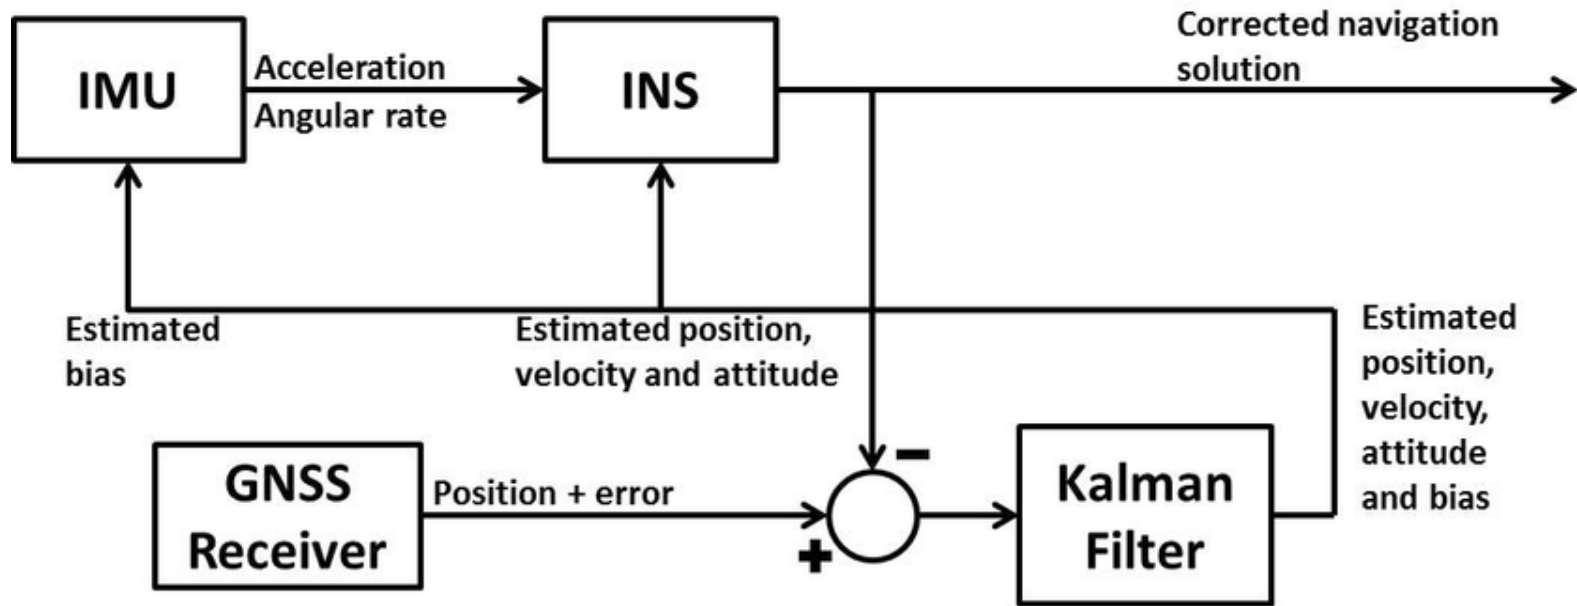 IMU
Acceleration
Angular rate
INS
Corrected navigation
solution
Estimated
bias
Estimated position,
velocity and attitude
Estimated
position,
velocity,
attitude
and bias
GNSS
Receiver
Position + error
-
+
Kalman
Filter